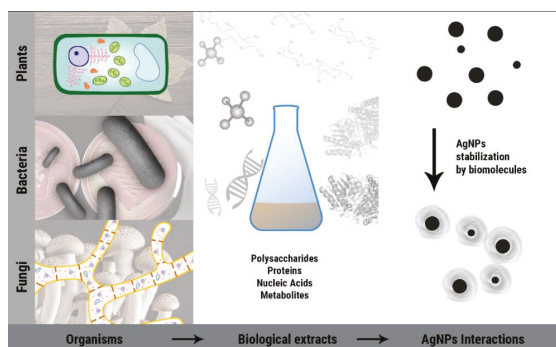 Plants
Bacteria
Fungi
AgNPs
stabilization
by biomolecules
Polysaccharides
Proteins
Nucleic Acids
Metabolites
Organisms
Biological extracts
AgNPs Interactions